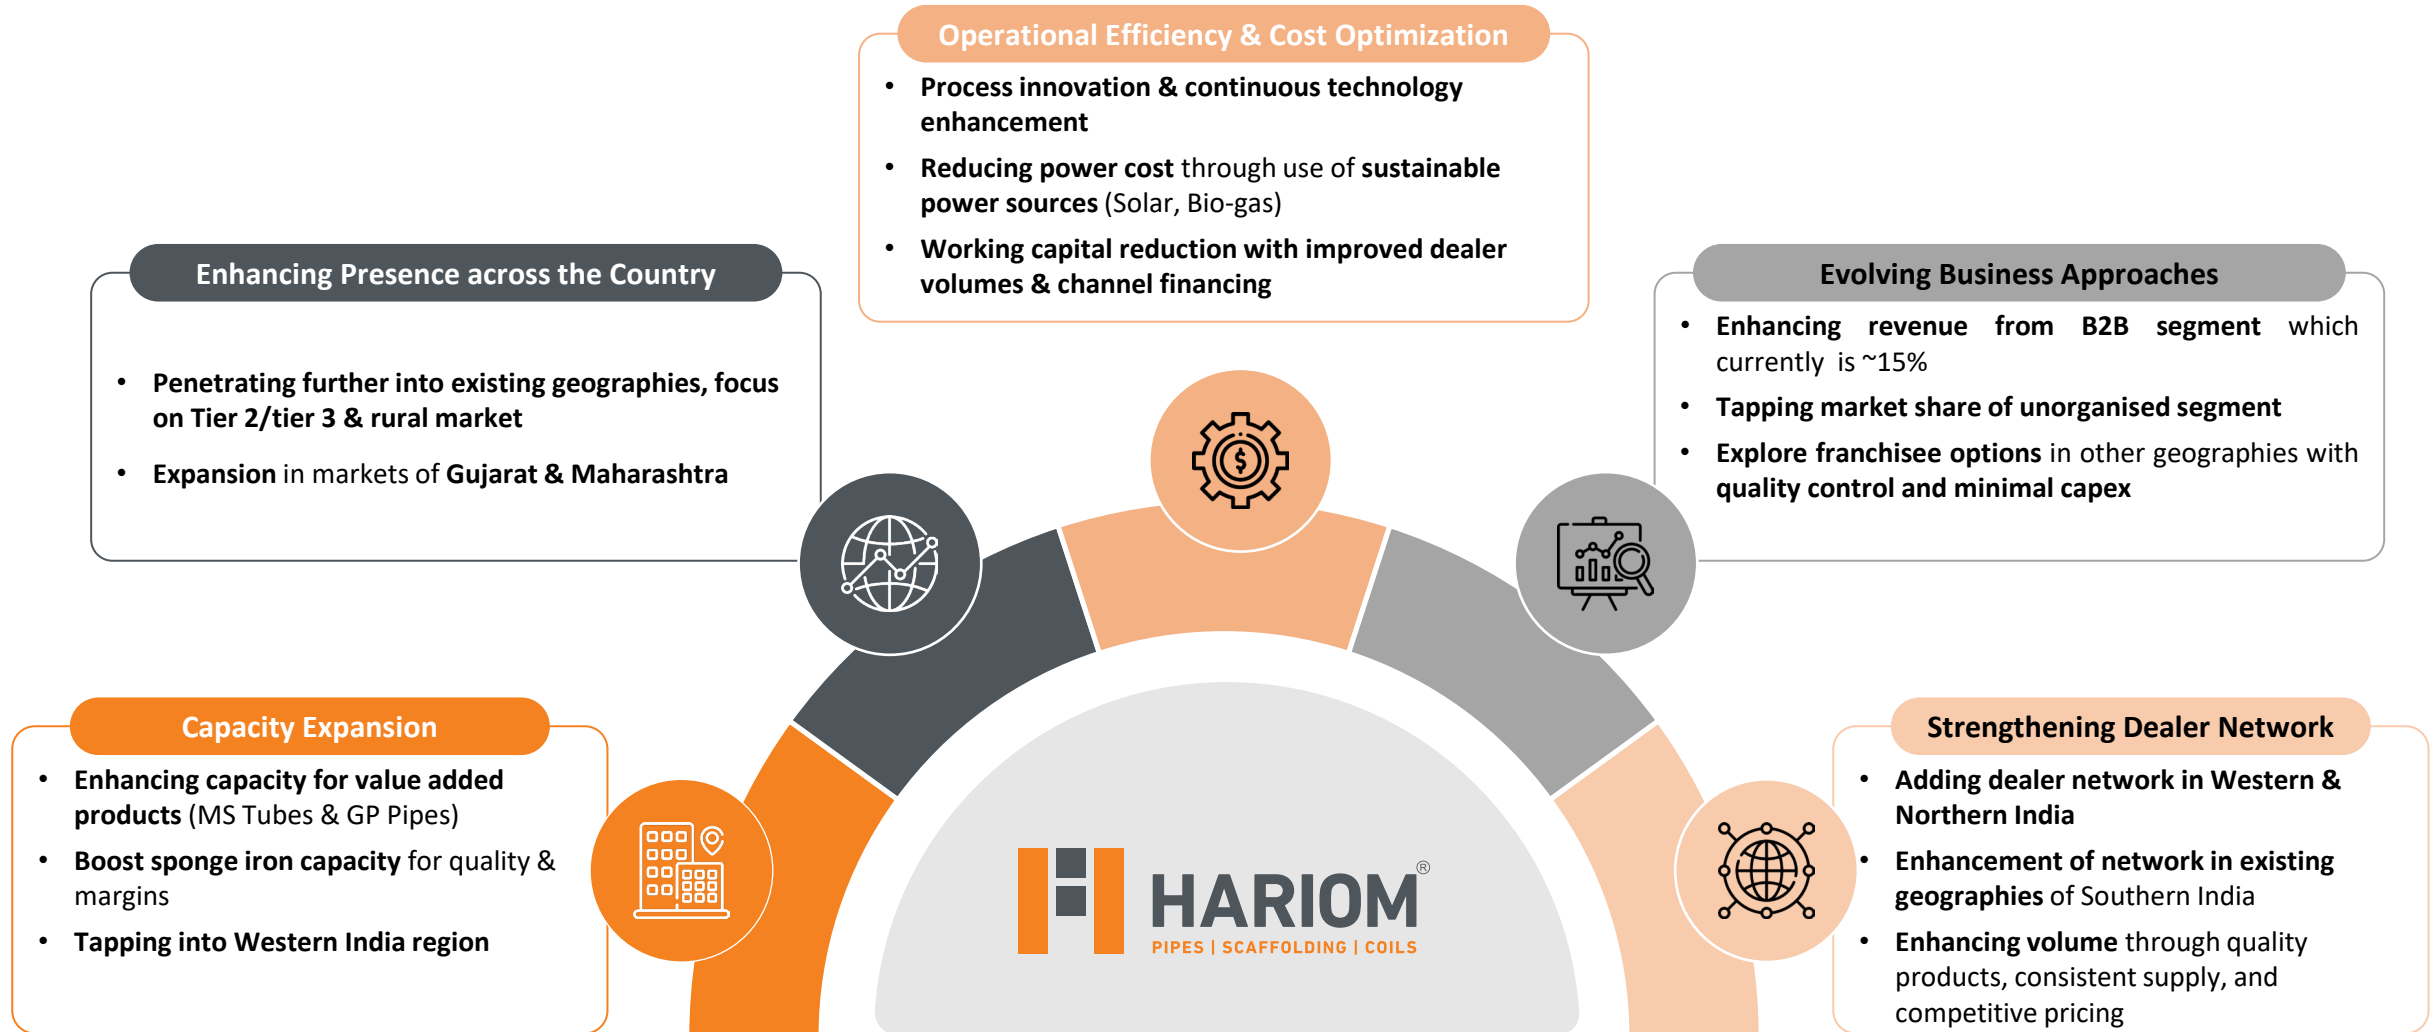 Operational Efficiency & Cost Optimization
• Process innovation & continuous technology
enhancement
• Reducing power cost through use of sustainable
power sources (Solar, Bio-gas)
• Working capital reduction with improved dealer
volumes & channel financing
Enhancing Presence across the Country
• Penetrating further into existing geographies, focus
on Tier 2/tier 3 & rural market
• Expansion in markets of Gujarat & Maharashtra
Evolving Business Approaches
• Enhancing revenue from B2B segment which
currently is ~15%
• Tapping market share of unorganised segment
• Explore franchisee options in other geographies with
quality control and minimal capex
Capacity Expansion
• Enhancing capacity for value added
products (MS Tubes & GP Pipes)
• Boost sponge iron capacity for quality &
margins
• Tapping into Western India region
HARIOM®
PIPES | SCAFFOLDING | COILS
Strengthening Dealer Network
• Adding dealer network in Western &
Northern India
• Enhancement of network in existing
geographies of Southern India
• Enhancing volume through quality
products, consistent supply, and
competitive pricing